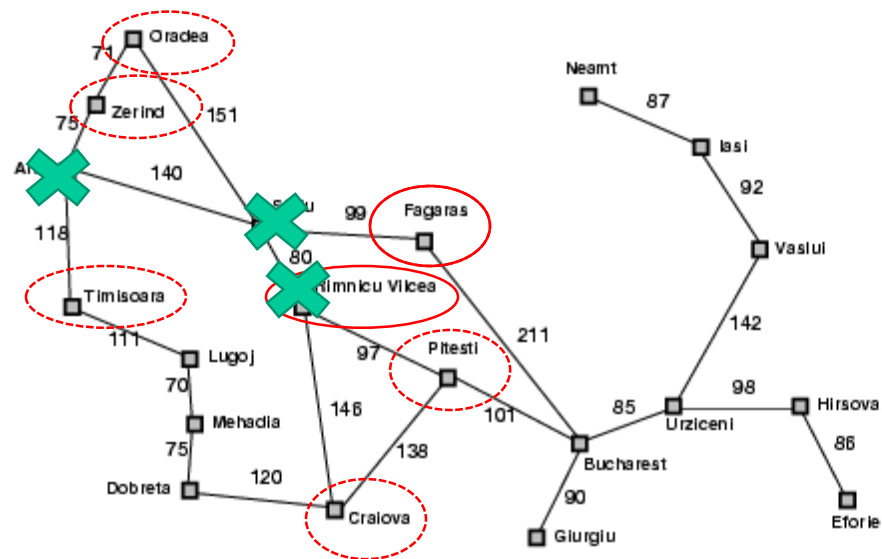 Oradea
71
Neamt
87
Zerind
151
75
Iasi
140
92
99
Fagaras
118
80
Vaslui
Rimnicu Vilcea
Timisoara
142
111
211
Lugoj
97
Pitesti
70
98
Hirsova
146
101
85
Mehadia
Urziceni
75
138
86
Bucharest
120
Dobreta
90
Craiova
Eforie
Giurgiu